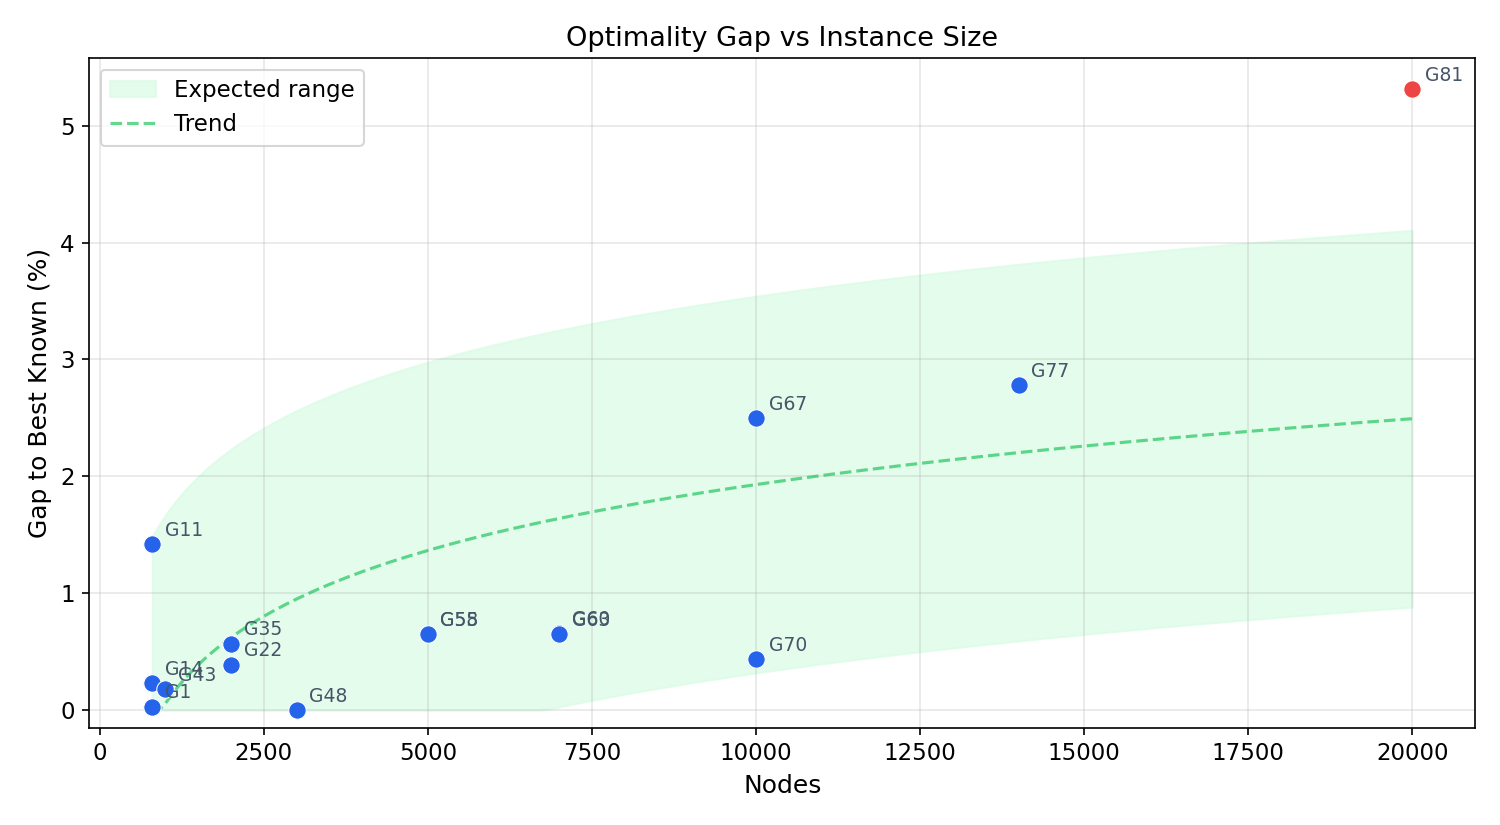 Optimality Gap vs Instance Size
Expected range
Trend
Gap to Best Known (%)
5
4
3
2
1
0
G81
G77
G67
G11
G35
G22
G14
G43
G1
G48
G70
0
2500
5000
7500
10000
12500
15000
17500
20000
Nodes